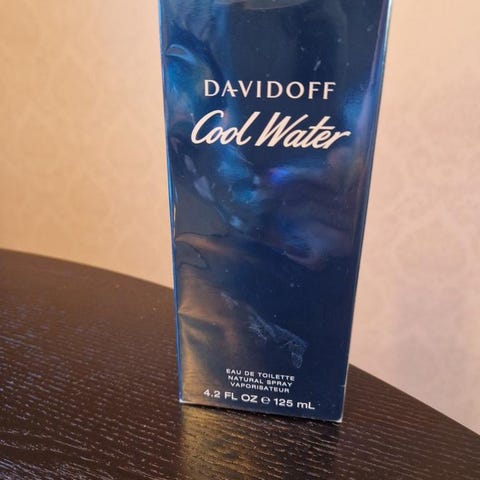 DAVIDOFF
Cool Water
EAU DE TOILETTE
NATURAL SPRAY
VAPORISATEUR
4.2 FL OZ ℮ 125 mL